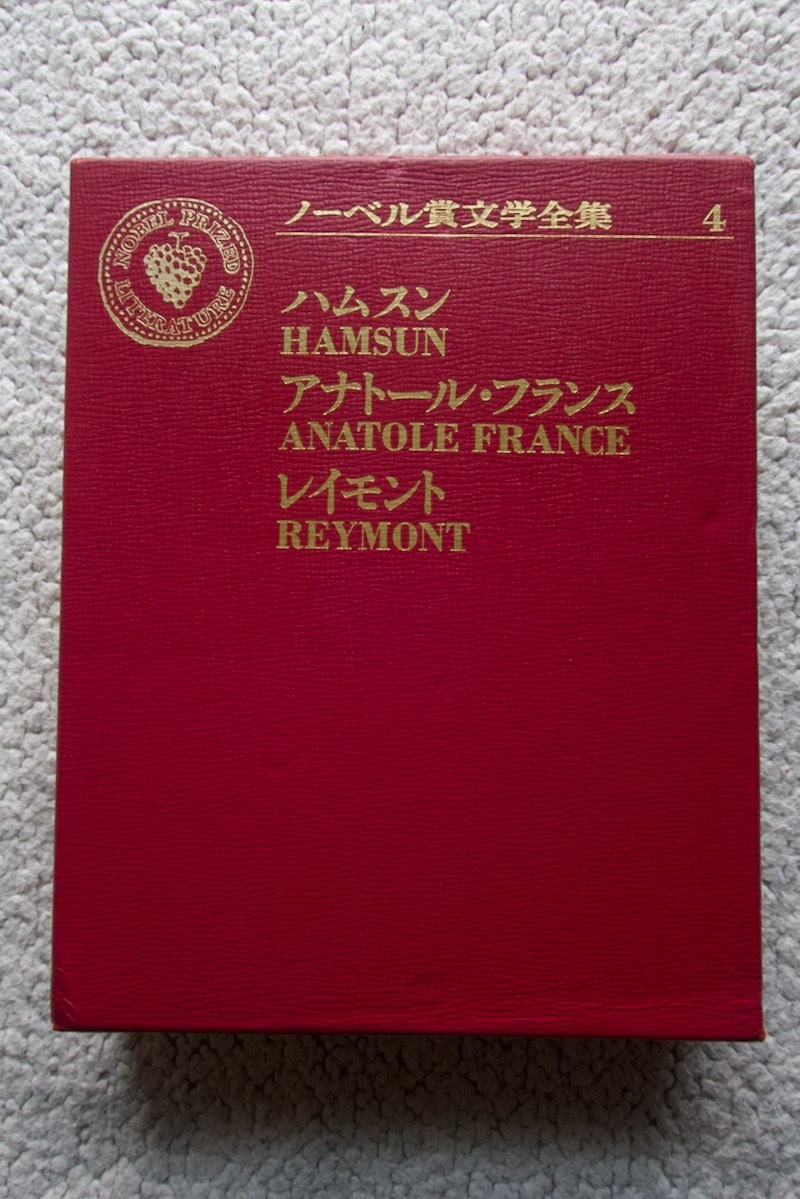 NOBEL PRIZED
LITERATURE
ノーベル賞文学全集 4
ハムスン
HAMSUN
アナトール・フランス
ANATOLE FRANCE
レイモント
REYMONT